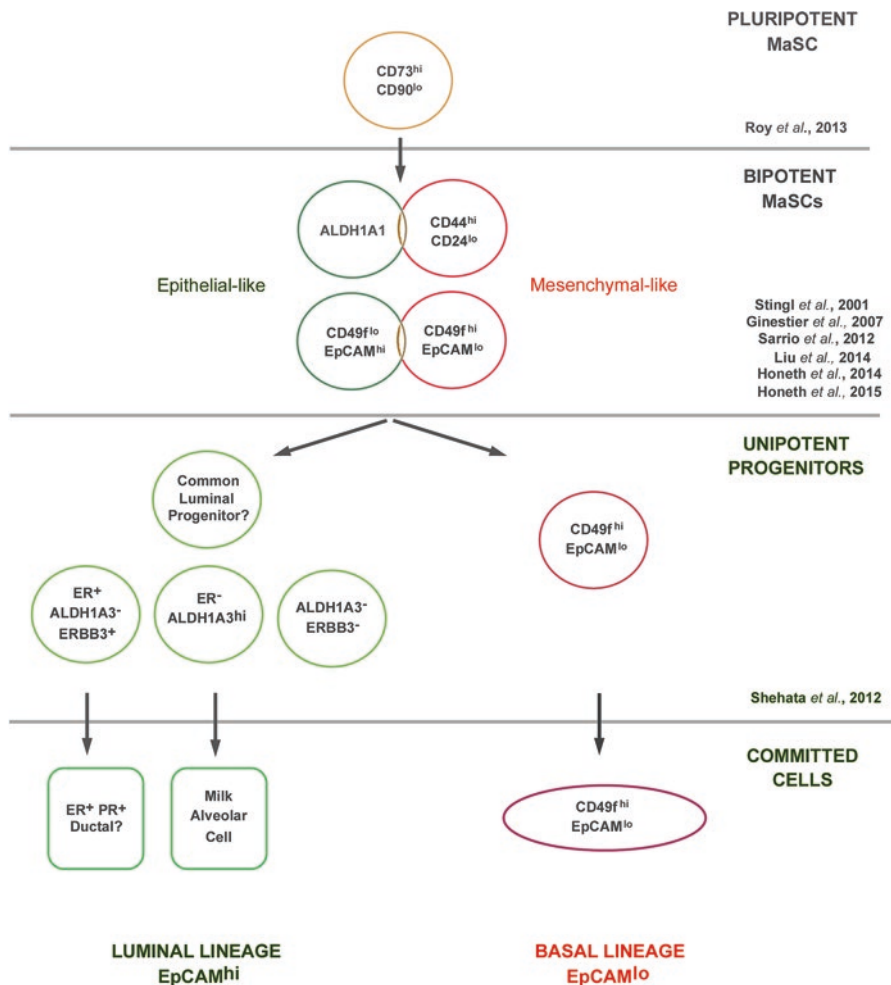 PLURIPOTENT
MaSC
CD73hi
CD90lo
Roy et al., 2013
BIPOTENT
MaSCs
ALDH1A1
CD44hi
CD24lo
Epithelial-like
Mesenchymal-like
CD49flo
EpCAMhi
CD49fhi
EpCAMlo
Stingl et al., 2001
Ginestier et al., 2007
Sarrio et al., 2012
Liu et al., 2014
Honeth et al., 2014
Honeth et al., 2015
UNIPOTENT
PROGENITORS
Common
Luminal
Progenitor?
CD49f hi
EpCAMlo
ER+
ALDH1A3-
ERBB3+
ER-
ALDH1A3hi
ALDH1A3-
ERBB3-
Shehata et al., 2012
COMMITTED
CELLS
ER+ PR+
Ductal?
Milk
Alveolar
Cell
CD49f hi
EpCAMlo
LUMINAL LINEAGE
EpCAMhi
BASAL LINEAGE
EpCAMlo